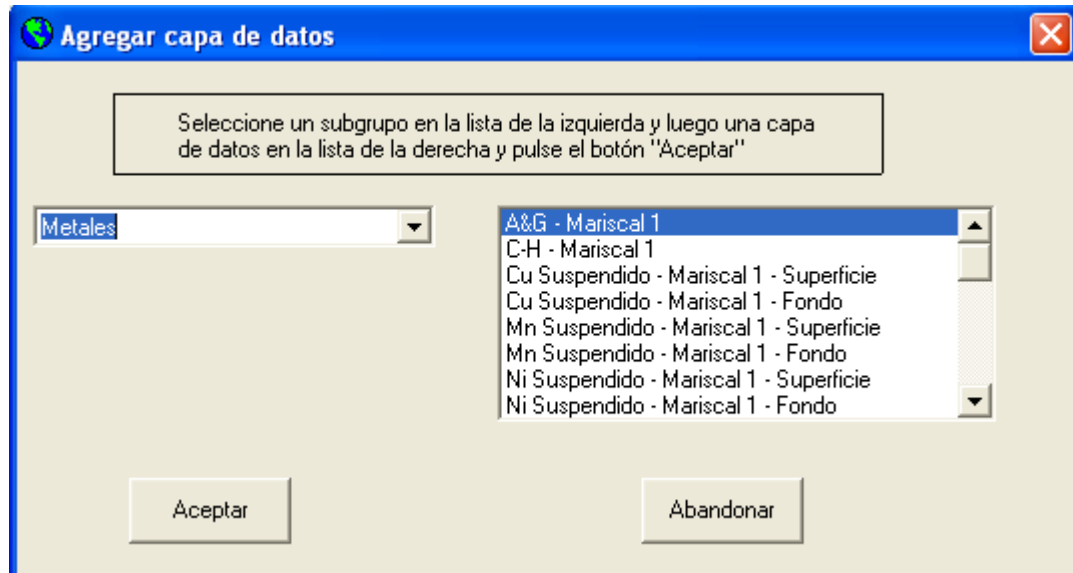 Agregar capa de datos
Seleccione un subgrupo en la lista de la izquierda y luego una capa
de datos en la lista de la derecha y pulse el botón "Aceptar"
Metales
A&G - Mariscal 1
C-H - Mariscal 1
Cu Suspendido - Mariscal 1 - Superficie
Cu Suspendido - Mariscal 1 - Fondo
Mn Suspendido - Mariscal 1 - Superficie
Mn Suspendido - Mariscal 1 - Fondo
Ni Suspendido - Mariscal 1 - Superficie
Ni Suspendido - Mariscal 1 - Fondo
Aceptar
Abandonar